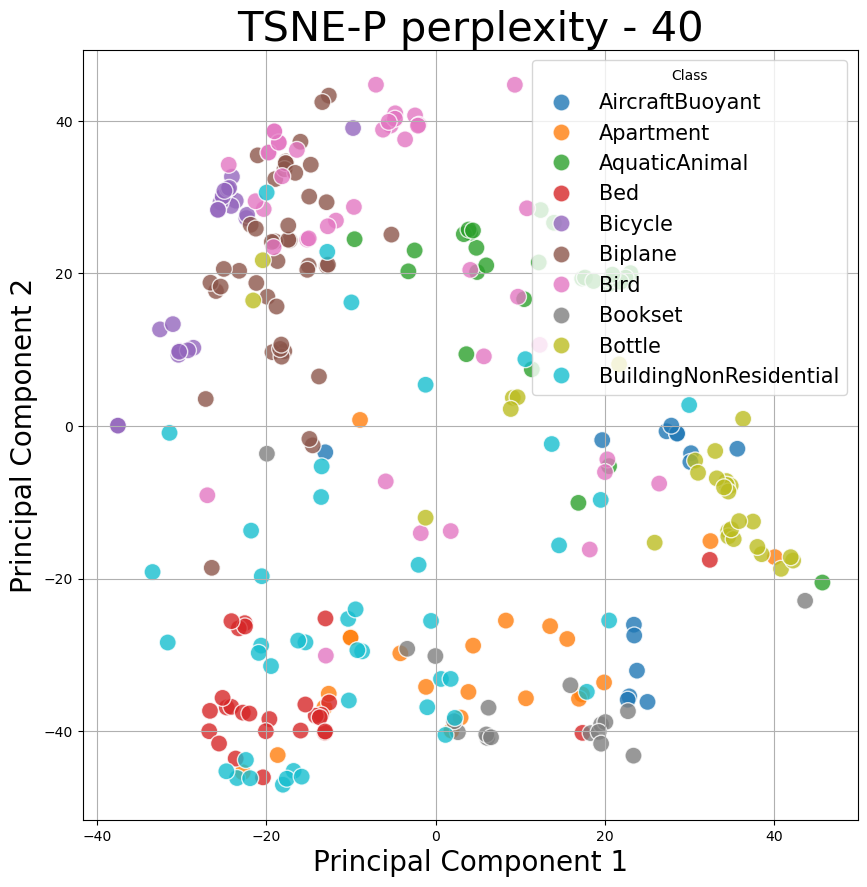 TSNE-P perplexity - 40
Class
AircraftBuoyant
Apartment
AquaticAnimal
Bed
Bicycle
Biplane
Bird
Bookset
Bottle
BuildingNonResidential
Principal Component 2
40
20
0
−20
−40
−40
−20
0
20
40
Principal Component 1